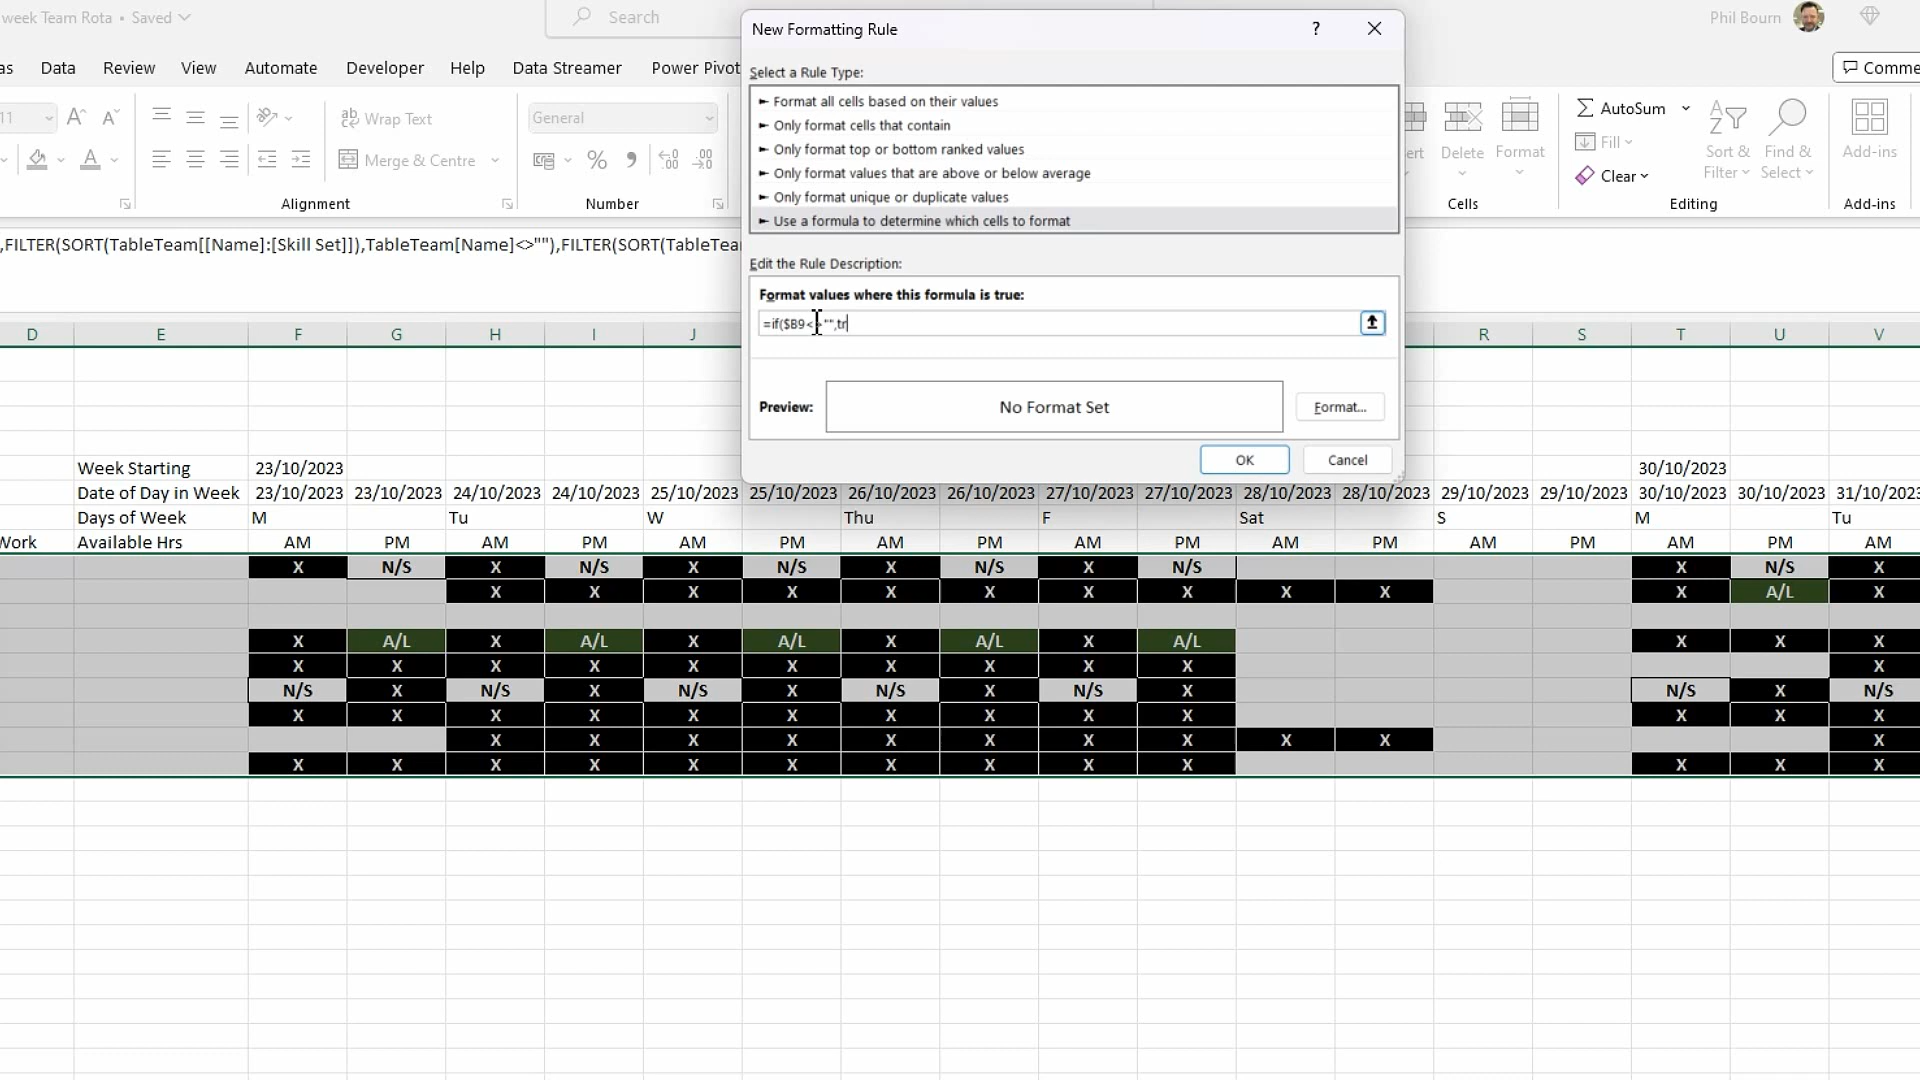 week Team Rota • Saved
Search
Phil Bourn
as Data Review View Automate Developer Help Data Streamer Power Pivot
Comme
11 A A
ab Wrap Text
General
Merge & Centre
% 9
Alignment
Number
ert Delete Format
Cells
AutoSum
Fill
Clear
Sort & Filter
Find & Select
Editing
Add-ins
Add-ins
,FILTER(SORT(TableTeam[[Name]:[Skill Set]]),TableTeam[Name]<>""),FILTER(SORT(TableTea
New Formatting Rule ?
Select a Rule Type:
► Format all cells based on their values
► Only format cells that contain
► Only format top or bottom ranked values
► Only format values that are above or below average
► Only format unique or duplicate values
► Use a formula to determine which cells to format
Edit the Rule Description:
Format values where this formula is true:
=if($B9<>"",tr
Preview: No Format Set Format...
OK Cancel
D E F G H I J R S T U V
Week Starting 23/10/2023 30/10/2023
Date of Day in Week 23/10/2023 23/10/2023 24/10/2023 24/10/2023 25/10/2023 25/10/2023 26/10/2023 26/10/2023 27/10/2023 27/10/2023 28/10/2023 28/10/2023 29/10/2023 29/10/2023 30/10/2023 30/10/2023 31/10/2023
Days of Week M Tu W Thu F Sat S M Tu
Work Available Hrs AM PM AM PM AM PM AM PM AM PM AM PM AM PM AM PM AM
X N/S X N/S X N/S X N/S X N/S X N/S X
X X X X X X X X X X X A/L X
X A/L X A/L X A/L X A/L X A/L X X X
X X X X X X X X X X X
N/S X N/S X N/S X N/S X N/S X N/S X N/S
X X X X X X X X X X X X X
X X X X X X X X X X X
X X X X X X X X X X X X X